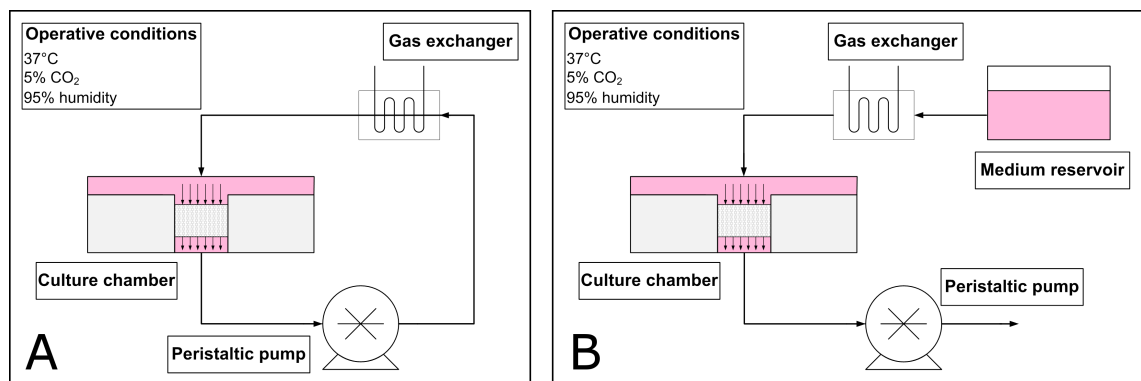 Operative conditions
37°C
5% CO₂
95% humidity
Gas exchanger
Culture chamber
Peristaltic pump
A
Operative conditions
37°C
5% CO₂
95% humidity
Gas exchanger
Medium reservoir
Culture chamber
Peristaltic pump
B